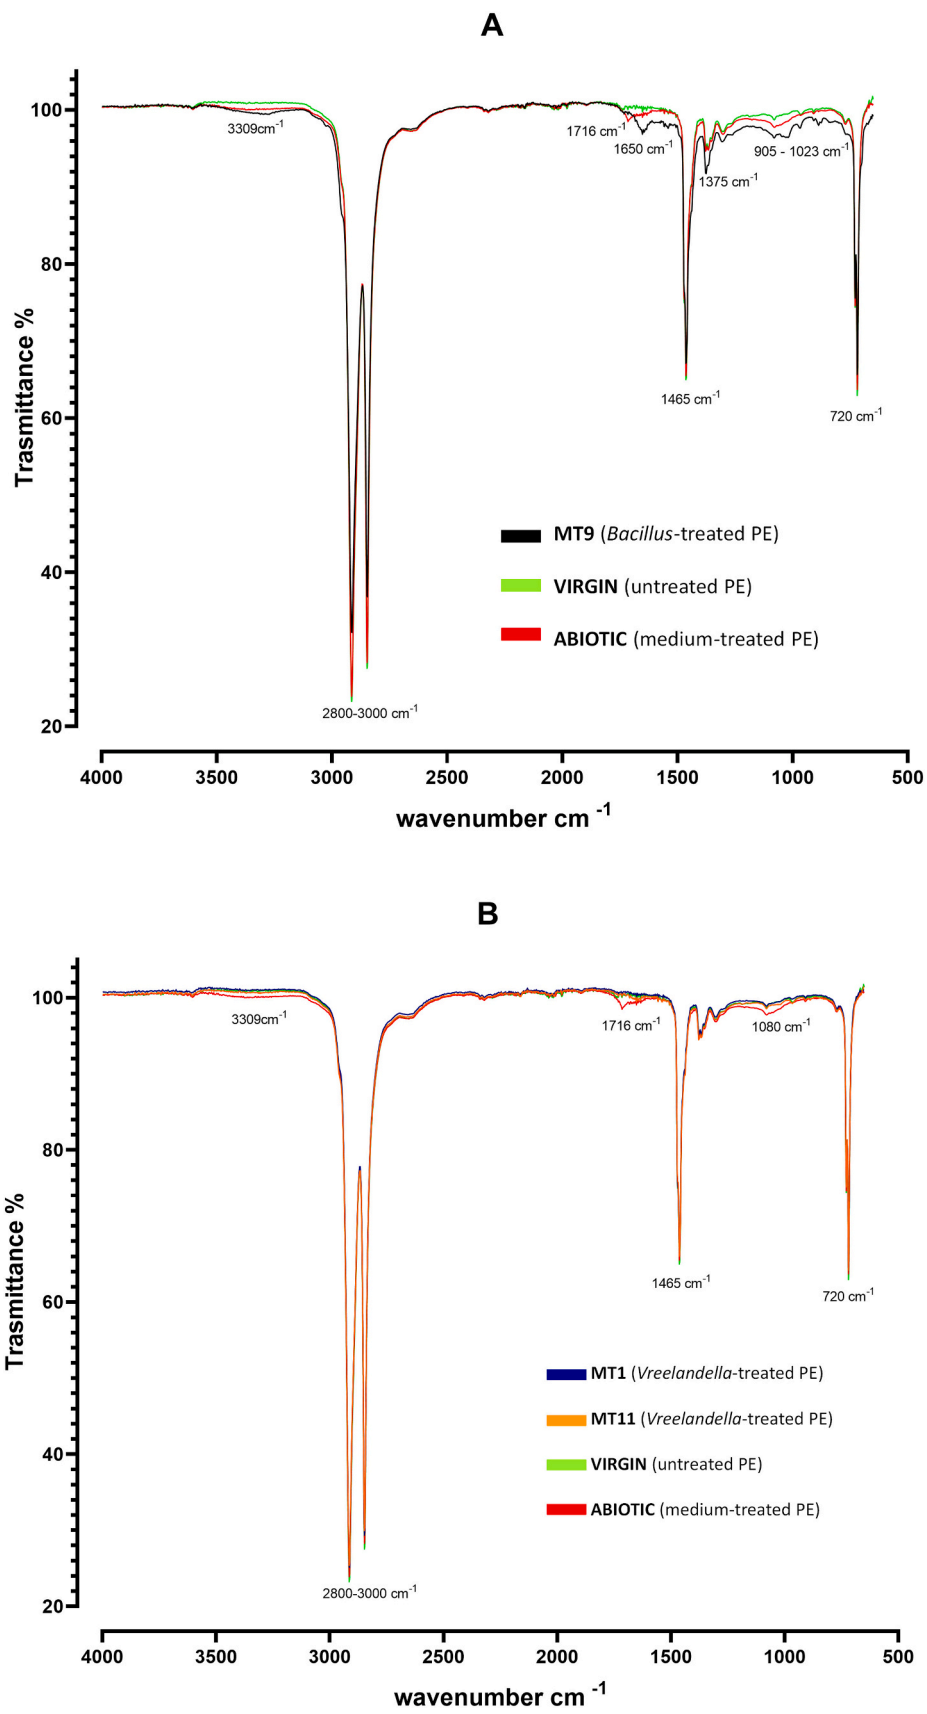 A
100
80
60
40
20
Trasmittance %
3309cm-1
1716 cm-1
1650 cm-1
1375 cm-1
905 - 1023 cm-1
1465 cm-1
720 cm-1
MT9 (Bacillus-treated PE)
VIRGIN (untreated PE)
ABIOTIC (medium-treated PE)
2800-3000 cm-1
4000 3500 3000 2500 2000 1500 1000 500
wavenumber cm -1
B
100
80
60
40
20
Trasmittance %
3309cm-1
1716 cm-1
1080 cm-1
1465 cm-1
720 cm-1
MT1 (Vreelandella-treated PE)
MT11 (Vreelandella-treated PE)
VIRGIN (untreated PE)
ABIOTIC (medium-treated PE)
2800-3000 cm-1
4000 3500 3000 2500 2000 1500 1000 500
wavenumber cm -1